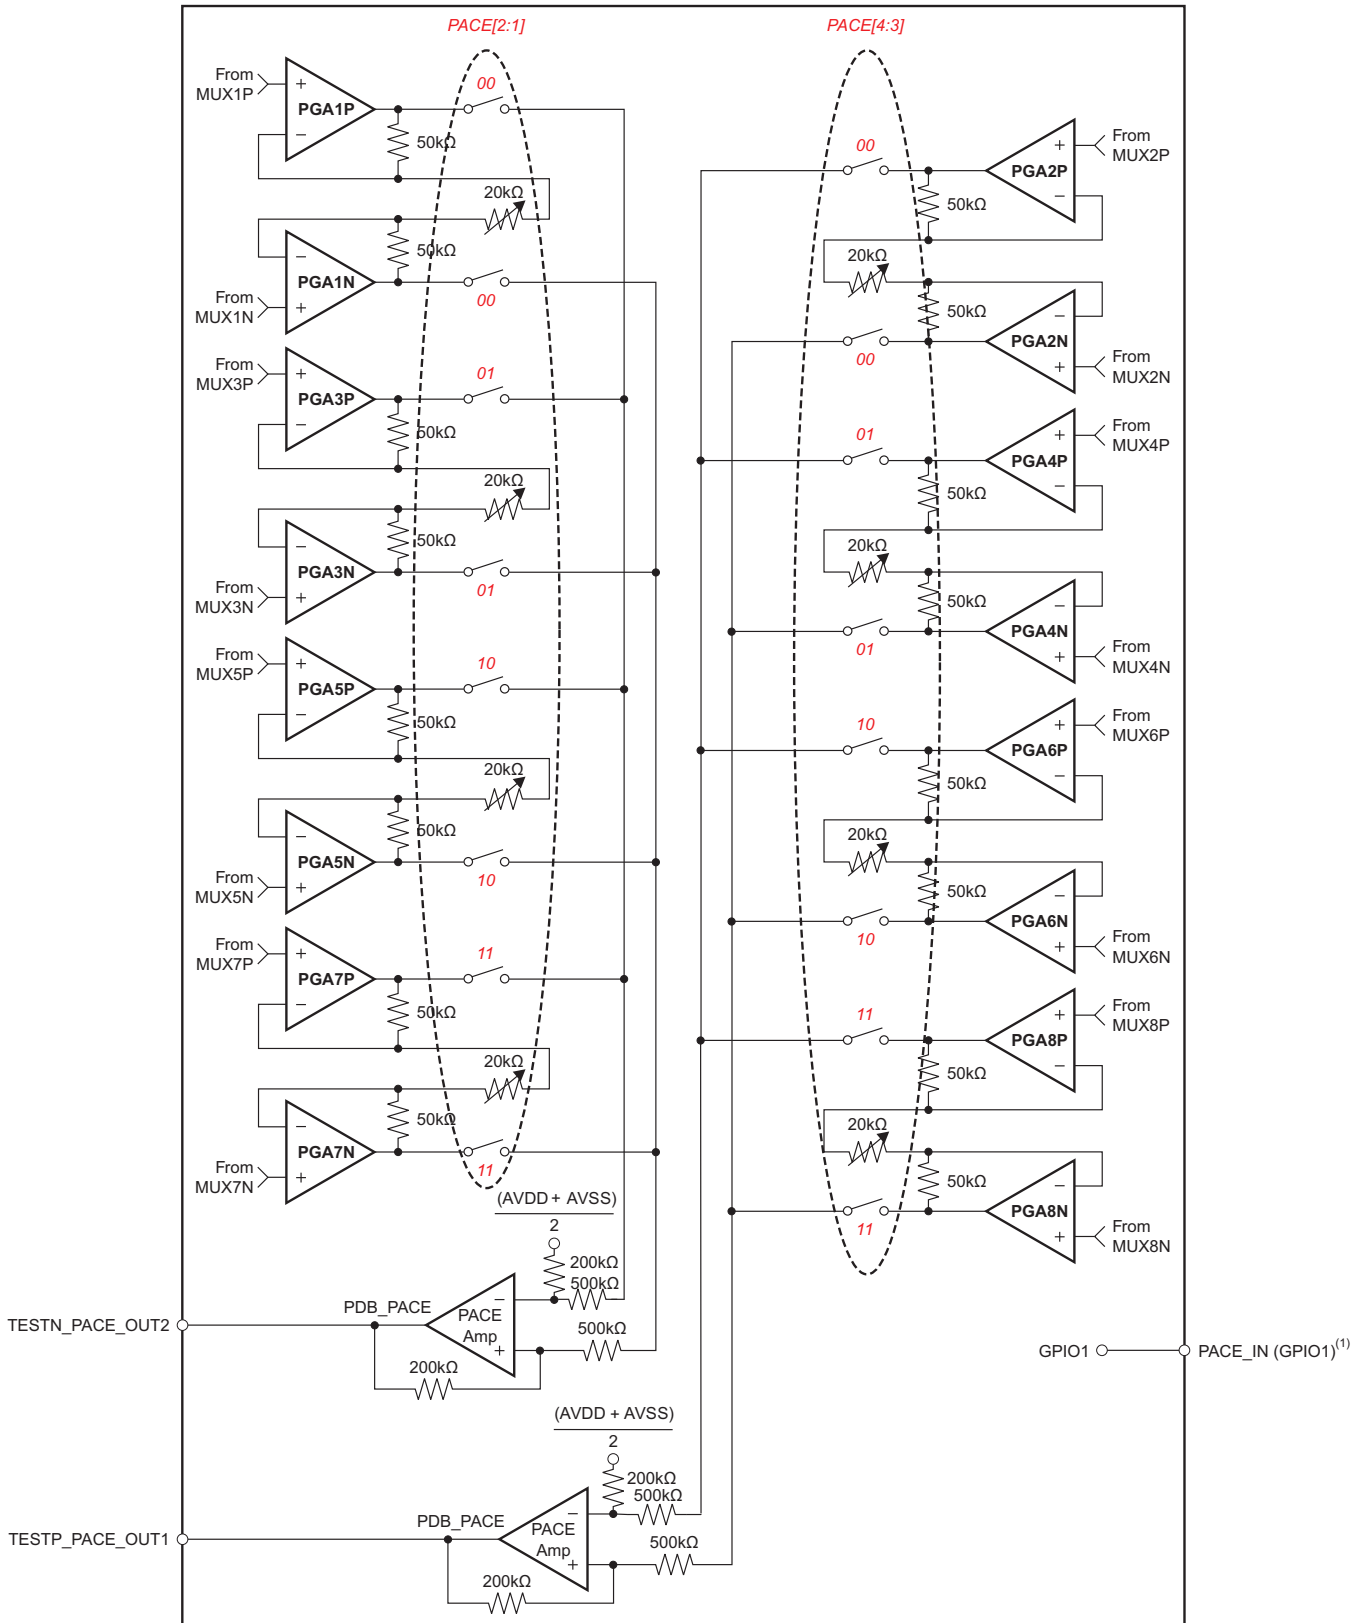 PACE[2:1]
PACE[4:3]
From
MUX1P
+
PGA1P
−
00
50kΩ
20kΩ
50kΩ
−
PGA1N
+
From
MUX1N
00
From
MUX3P
+
PGA3P
−
01
50kΩ
20kΩ
50kΩ
−
PGA3N
+
From
MUX3N
01
From
MUX5P
+
PGA5P
−
10
50kΩ
20kΩ
50kΩ
−
PGA5N
+
From
MUX5N
10
From
MUX7P
+
PGA7P
−
11
50kΩ
20kΩ
50kΩ
−
PGA7N
+
From
MUX7N
11
00
+
PGA2P
−
From
MUX2P
50kΩ
20kΩ
50kΩ
−
PGA2N
+
From
MUX2N
00
01
+
PGA4P
−
From
MUX4P
50kΩ
20kΩ
50kΩ
−
PGA4N
+
From
MUX4N
01
10
+
PGA6P
−
From
MUX6P
50kΩ
20kΩ
50kΩ
−
PGA6N
+
From
MUX6N
10
11
+
PGA8P
−
From
MUX8P
50kΩ
20kΩ
50kΩ
−
PGA8N
+
From
MUX8N
11
(AVDD + AVSS)
2
200kΩ
500kΩ
−
PDB_PACE
PACE
Amp
+
500kΩ
200kΩ
TESTN_PACE_OUT2
GPIO1
PACE_IN (GPIO1)(1)
(AVDD + AVSS)
2
200kΩ
500kΩ
−
PDB_PACE
PACE
Amp
+
500kΩ
200kΩ
TESTP_PACE_OUT1